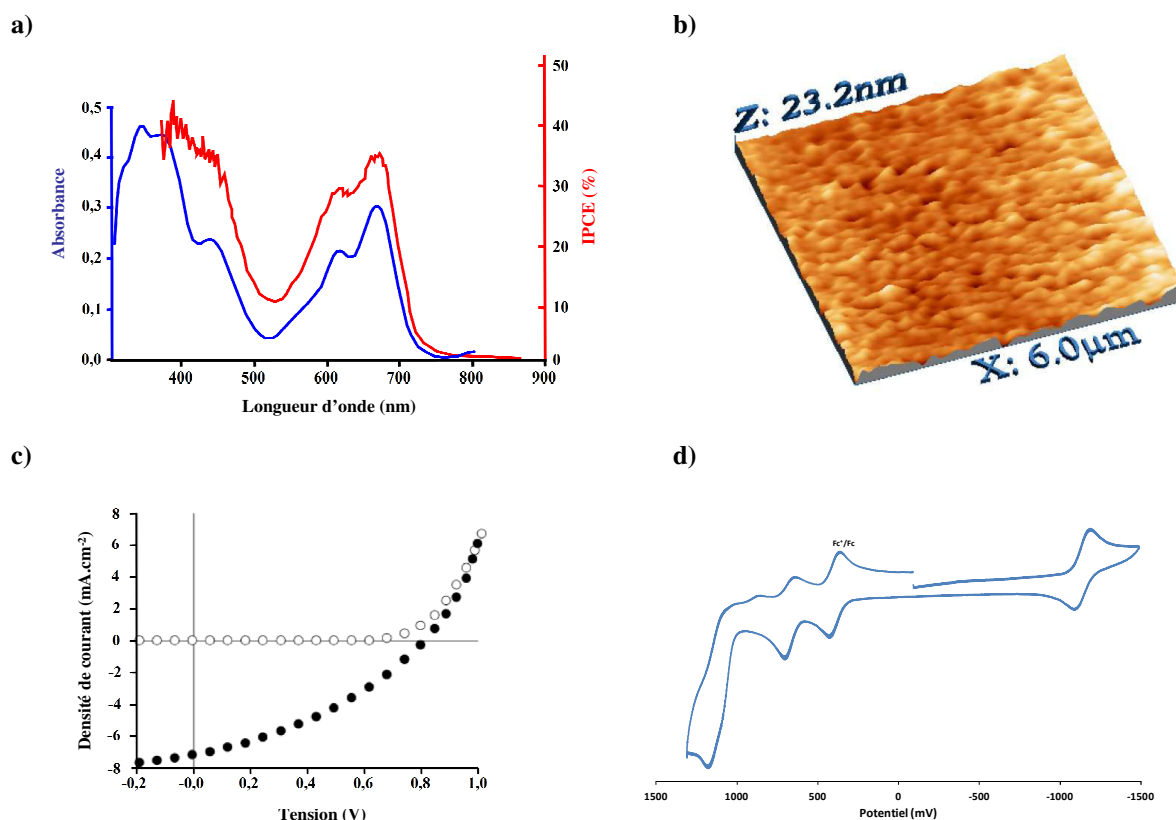 a)
b)
50
0,5
40
0,4
30
0,3
20
0,2
10
0,1
0
0,0
400 500 600 700 800 900
Absorbance
IPCE (%)
Longueur d'onde (nm)
Z: 23.2nm
X: 6.0µm
c)
d)
8
6
4
2
0
-2
-4
-6
-8
-0,2 -0,0 0,2 0,4 0,6 0,8 1,0
Densité de courant (mA.cm⁻²)
Tension (V)
Fc⁺/Fc
1500 1000 500 0 -500 -1000 -1500
Potentiel (mV)